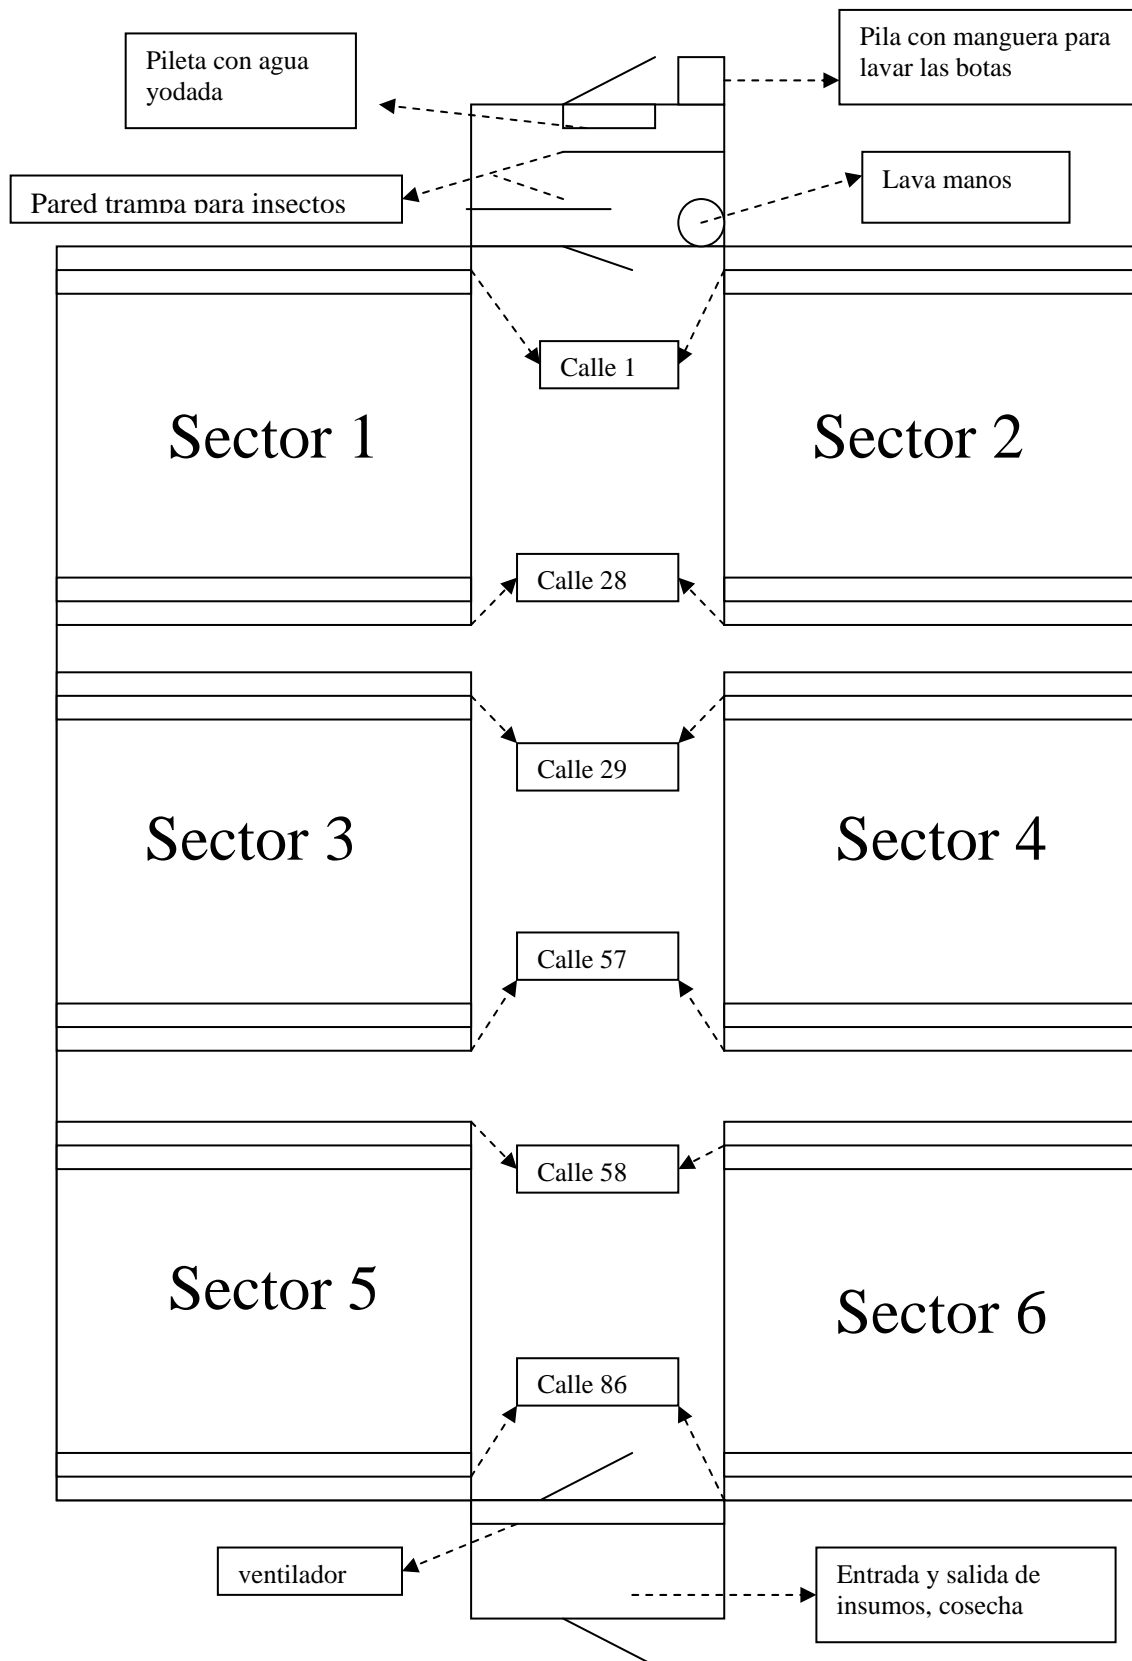 Pila con manguera para
lavar las botas
Pileta con agua
yodada
Lava manos
Pared trampa para insectos
Calle 1
Sector 1
Sector 2
Calle 28
Calle 29
Sector 3
Sector 4
Calle 57
Calle 58
Sector 5
Sector 6
Calle 86
ventilador
Entrada y salida de
insumos, cosecha